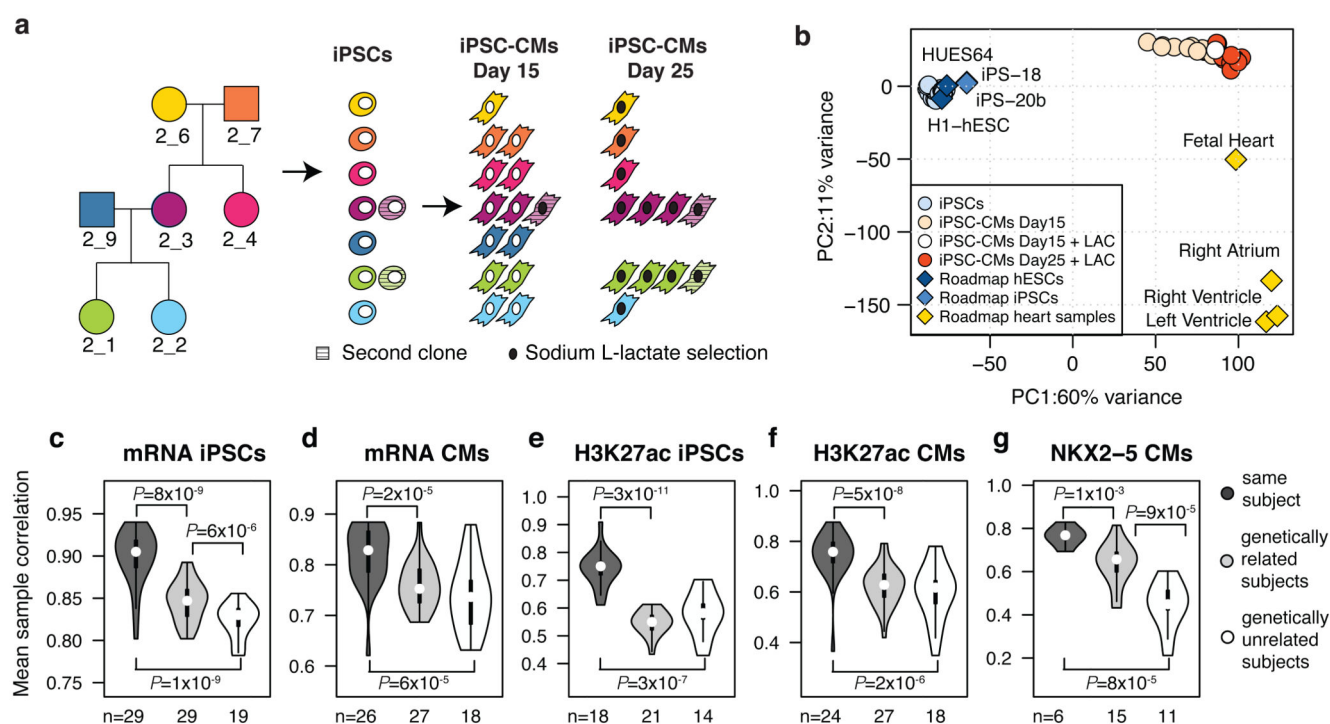 a
iPSCs
iPSC-CMs
Day 15
iPSC-CMs
Day 25
2_6
2_7
2_9
2_3
2_4
2_1
2_2
Second clone
Sodium L-lactate selection
b
HUES64
iPS−18
iPS−20b
H1−hESC
Fetal Heart
Right Atrium
Right Ventricle
Left Ventricle
iPSCs
iPSC−CMs Day15
iPSC−CMs Day15 + LAC
iPSC−CMs Day25 + LAC
Roadmap hESCs
Roadmap iPSCs
Roadmap heart samples
PC2:11% variance
0
−50
−100
−150
−50
0
50
100
PC1:60% variance
c
mRNA iPSCs
P=8x10-9
P=6x10-6
P=1x10-9
Mean sample correlation
0.95
0.90
0.85
0.80
0.75
n=29 29 19
d
mRNA CMs
P=2x10-5
P=6x10-5
0.9
0.8
0.7
0.6
n=26 27 18
e
H3K27ac iPSCs
P=3x10-11
P=3x10-7
1.0
0.9
0.8
0.7
0.6
0.5
0.4
n=18 21 14
f
H3K27ac CMs
P=5x10-8
P=2x10-6
1.0
0.8
0.6
0.4
n=24 27 18
g
NKX2−5 CMs
P=1x10-3
P=9x10-5
P=8x10-5
1.0
0.8
0.6
0.4
0.2
n=6 15 11
same
subject
genetically
related
subjects
genetically
unrelated
subjects